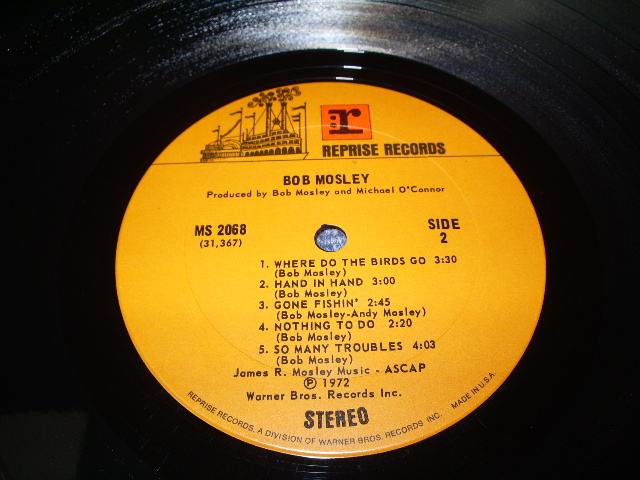 r
REPRISE RECORDS
BOB MOSLEY
Produced by Bob Mosley and Michael O'Connor
MS 2068
(31,367)
SIDE
2
1. WHERE DO THE BIRDS GO 3:30
(Bob Mosley)
2. HAND IN HAND 3:00
(Bob Mosley)
3. GONE FISHIN' 2:45
(Bob Mosley-Andy Mosley)
4. NOTHING TO DO 2:20
(Bob Mosley)
5. SO MANY TROUBLES 4:03
(Bob Mosley)
James R. Mosley Music - ASCAP
℗ 1972
Warner Bros. Records Inc.
STEREO
REPRISE RECORDS, A DIVISION OF WARNER BROS. RECORDS INC. MADE IN U.S.A.